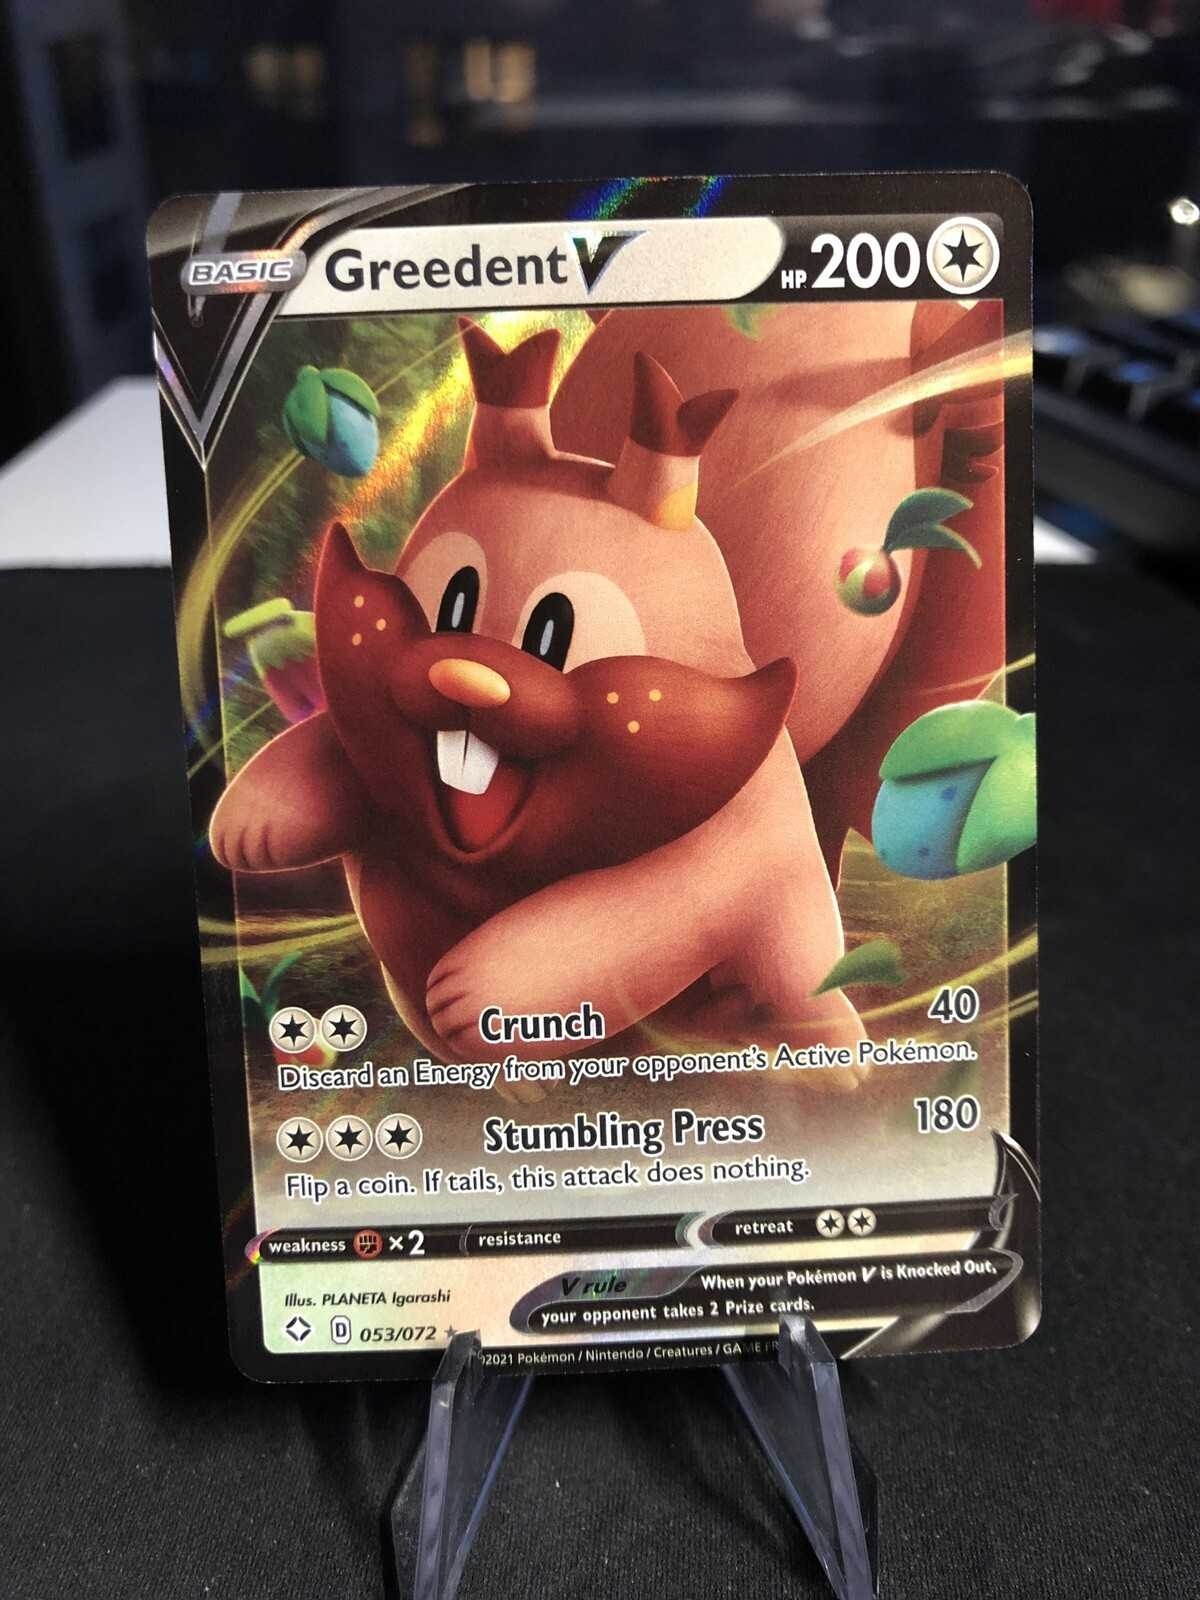 BASIC Greedent V HP 200
Crunch 40
Discard an Energy from your opponent's Active Pokémon.
Stumbling Press 180
Flip a coin. If tails, this attack does nothing.
weakness ×2 resistance retreat
V rule When your Pokémon V is Knocked Out,
your opponent takes 2 Prize cards.
Illus. PLANETA Igarashi
D 053/072 ★
©2021 Pokémon / Nintendo / Creatures / GAME